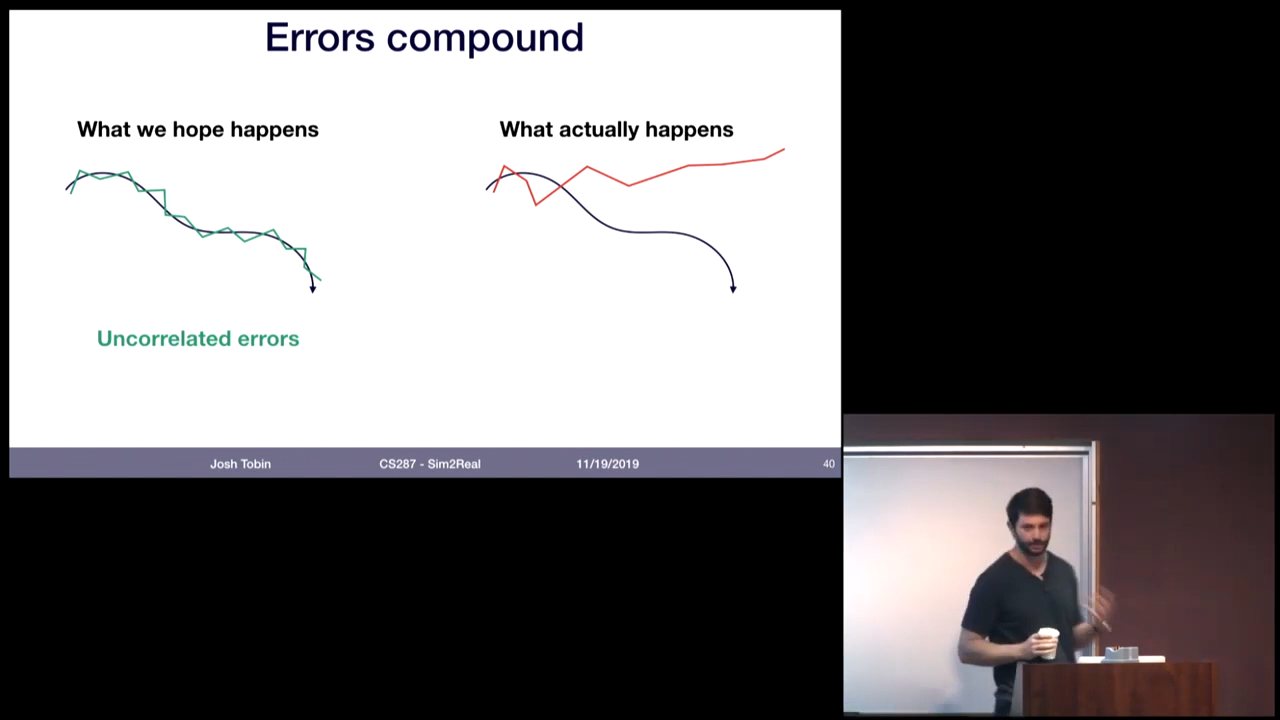 Errors compound
What we hope happens
What actually happens
Uncorrelated errors
Josh Tobin CS287 - Sim2Real 11/19/2019 40